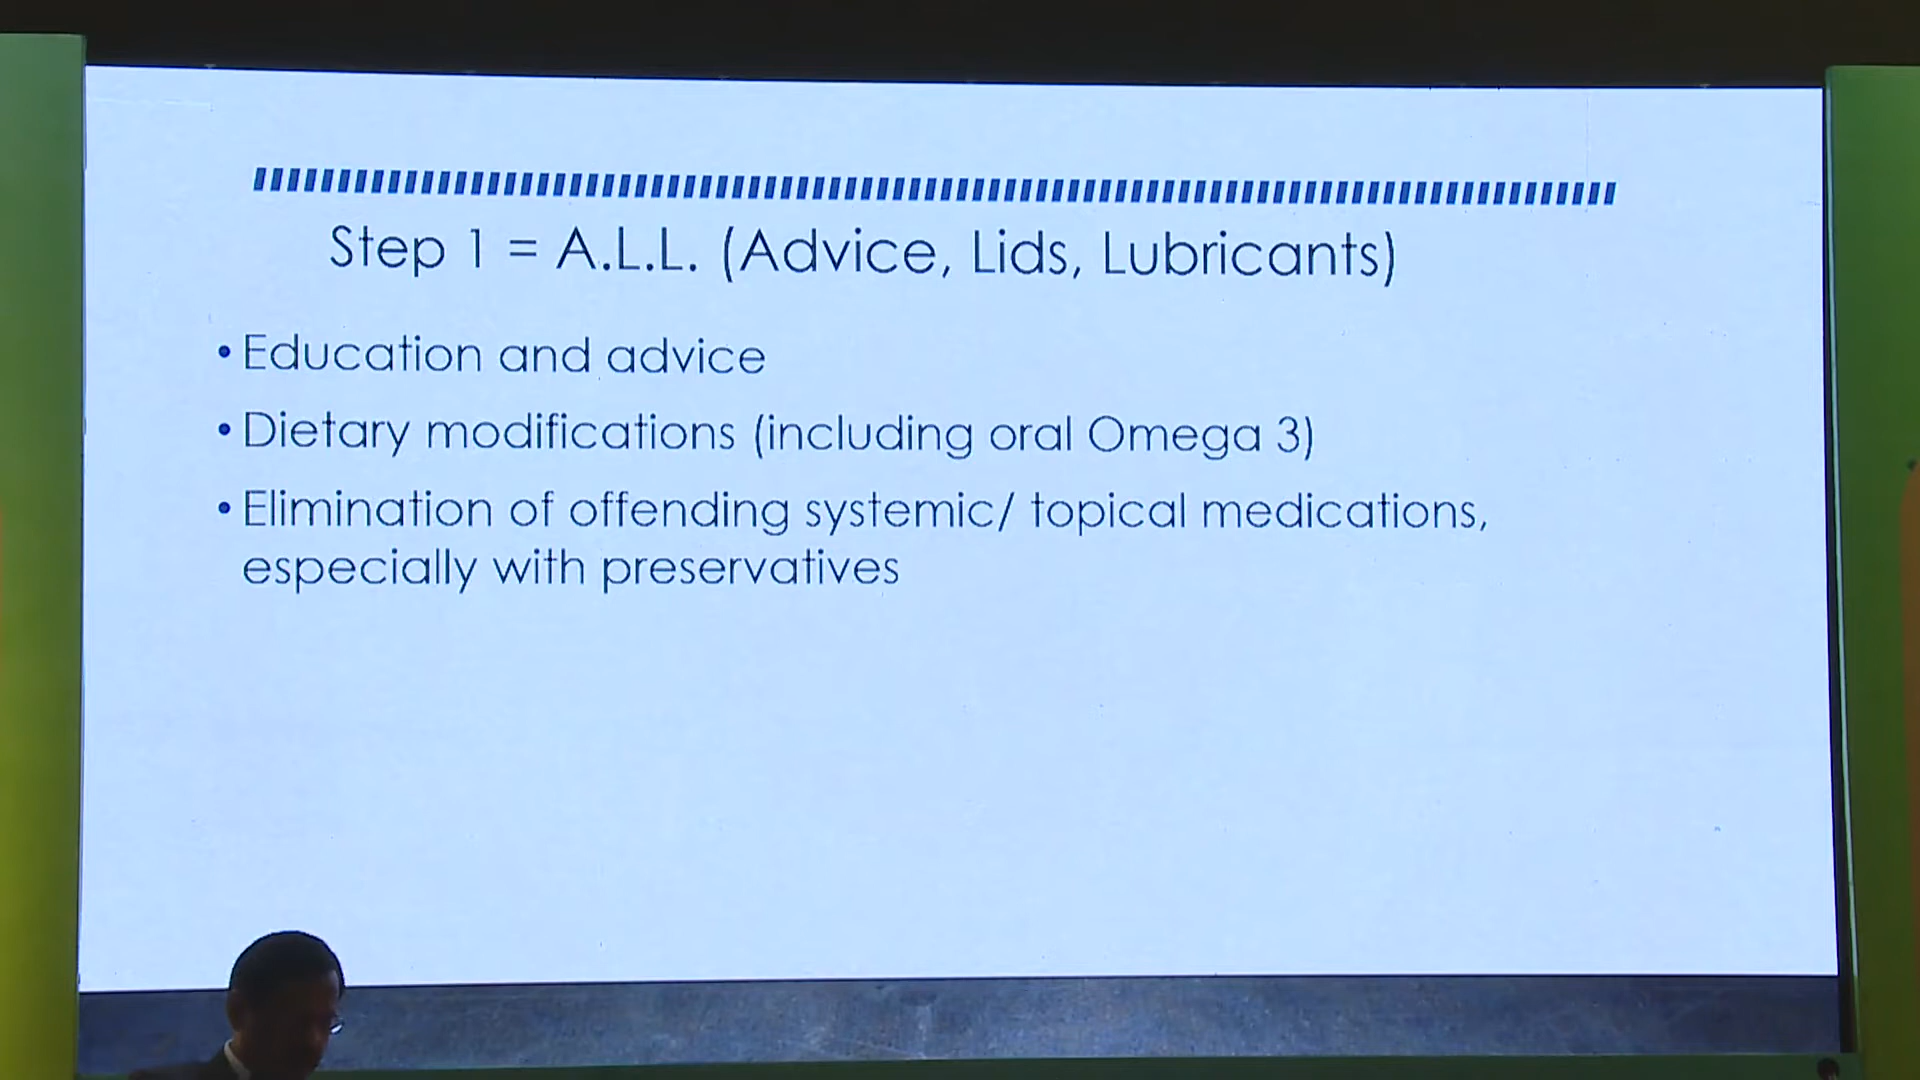 Step 1 = A.L.L. (Advice, Lids, Lubricants)
• Education and advice
• Dietary modifications (including oral Omega 3)
• Elimination of offending systemic/ topical medications,
especially with preservatives